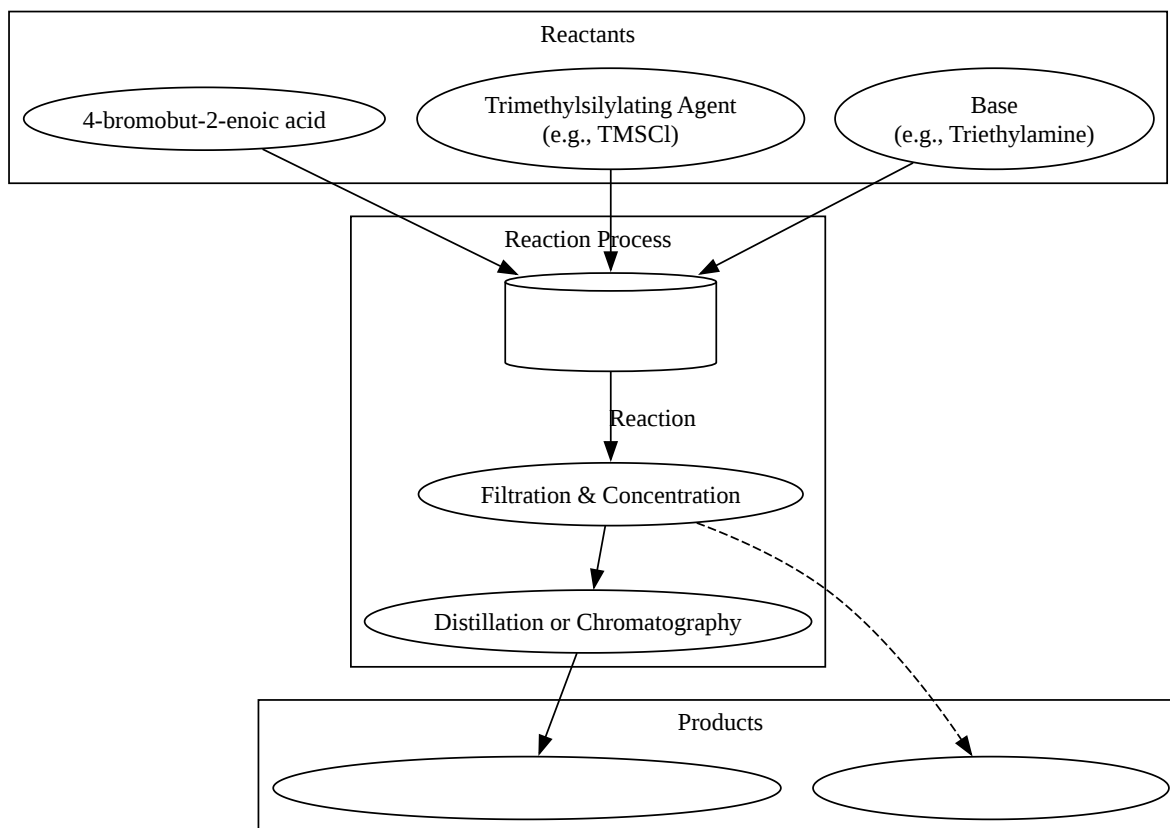 Reactants
4-bromobut-2-enoic acid
Trimethylsilylating Agent
(e.g., TMSCl)
Base
(e.g., Triethylamine)
Reaction Process
Reaction
Filtration & Concentration
Distillation or Chromatography
Products